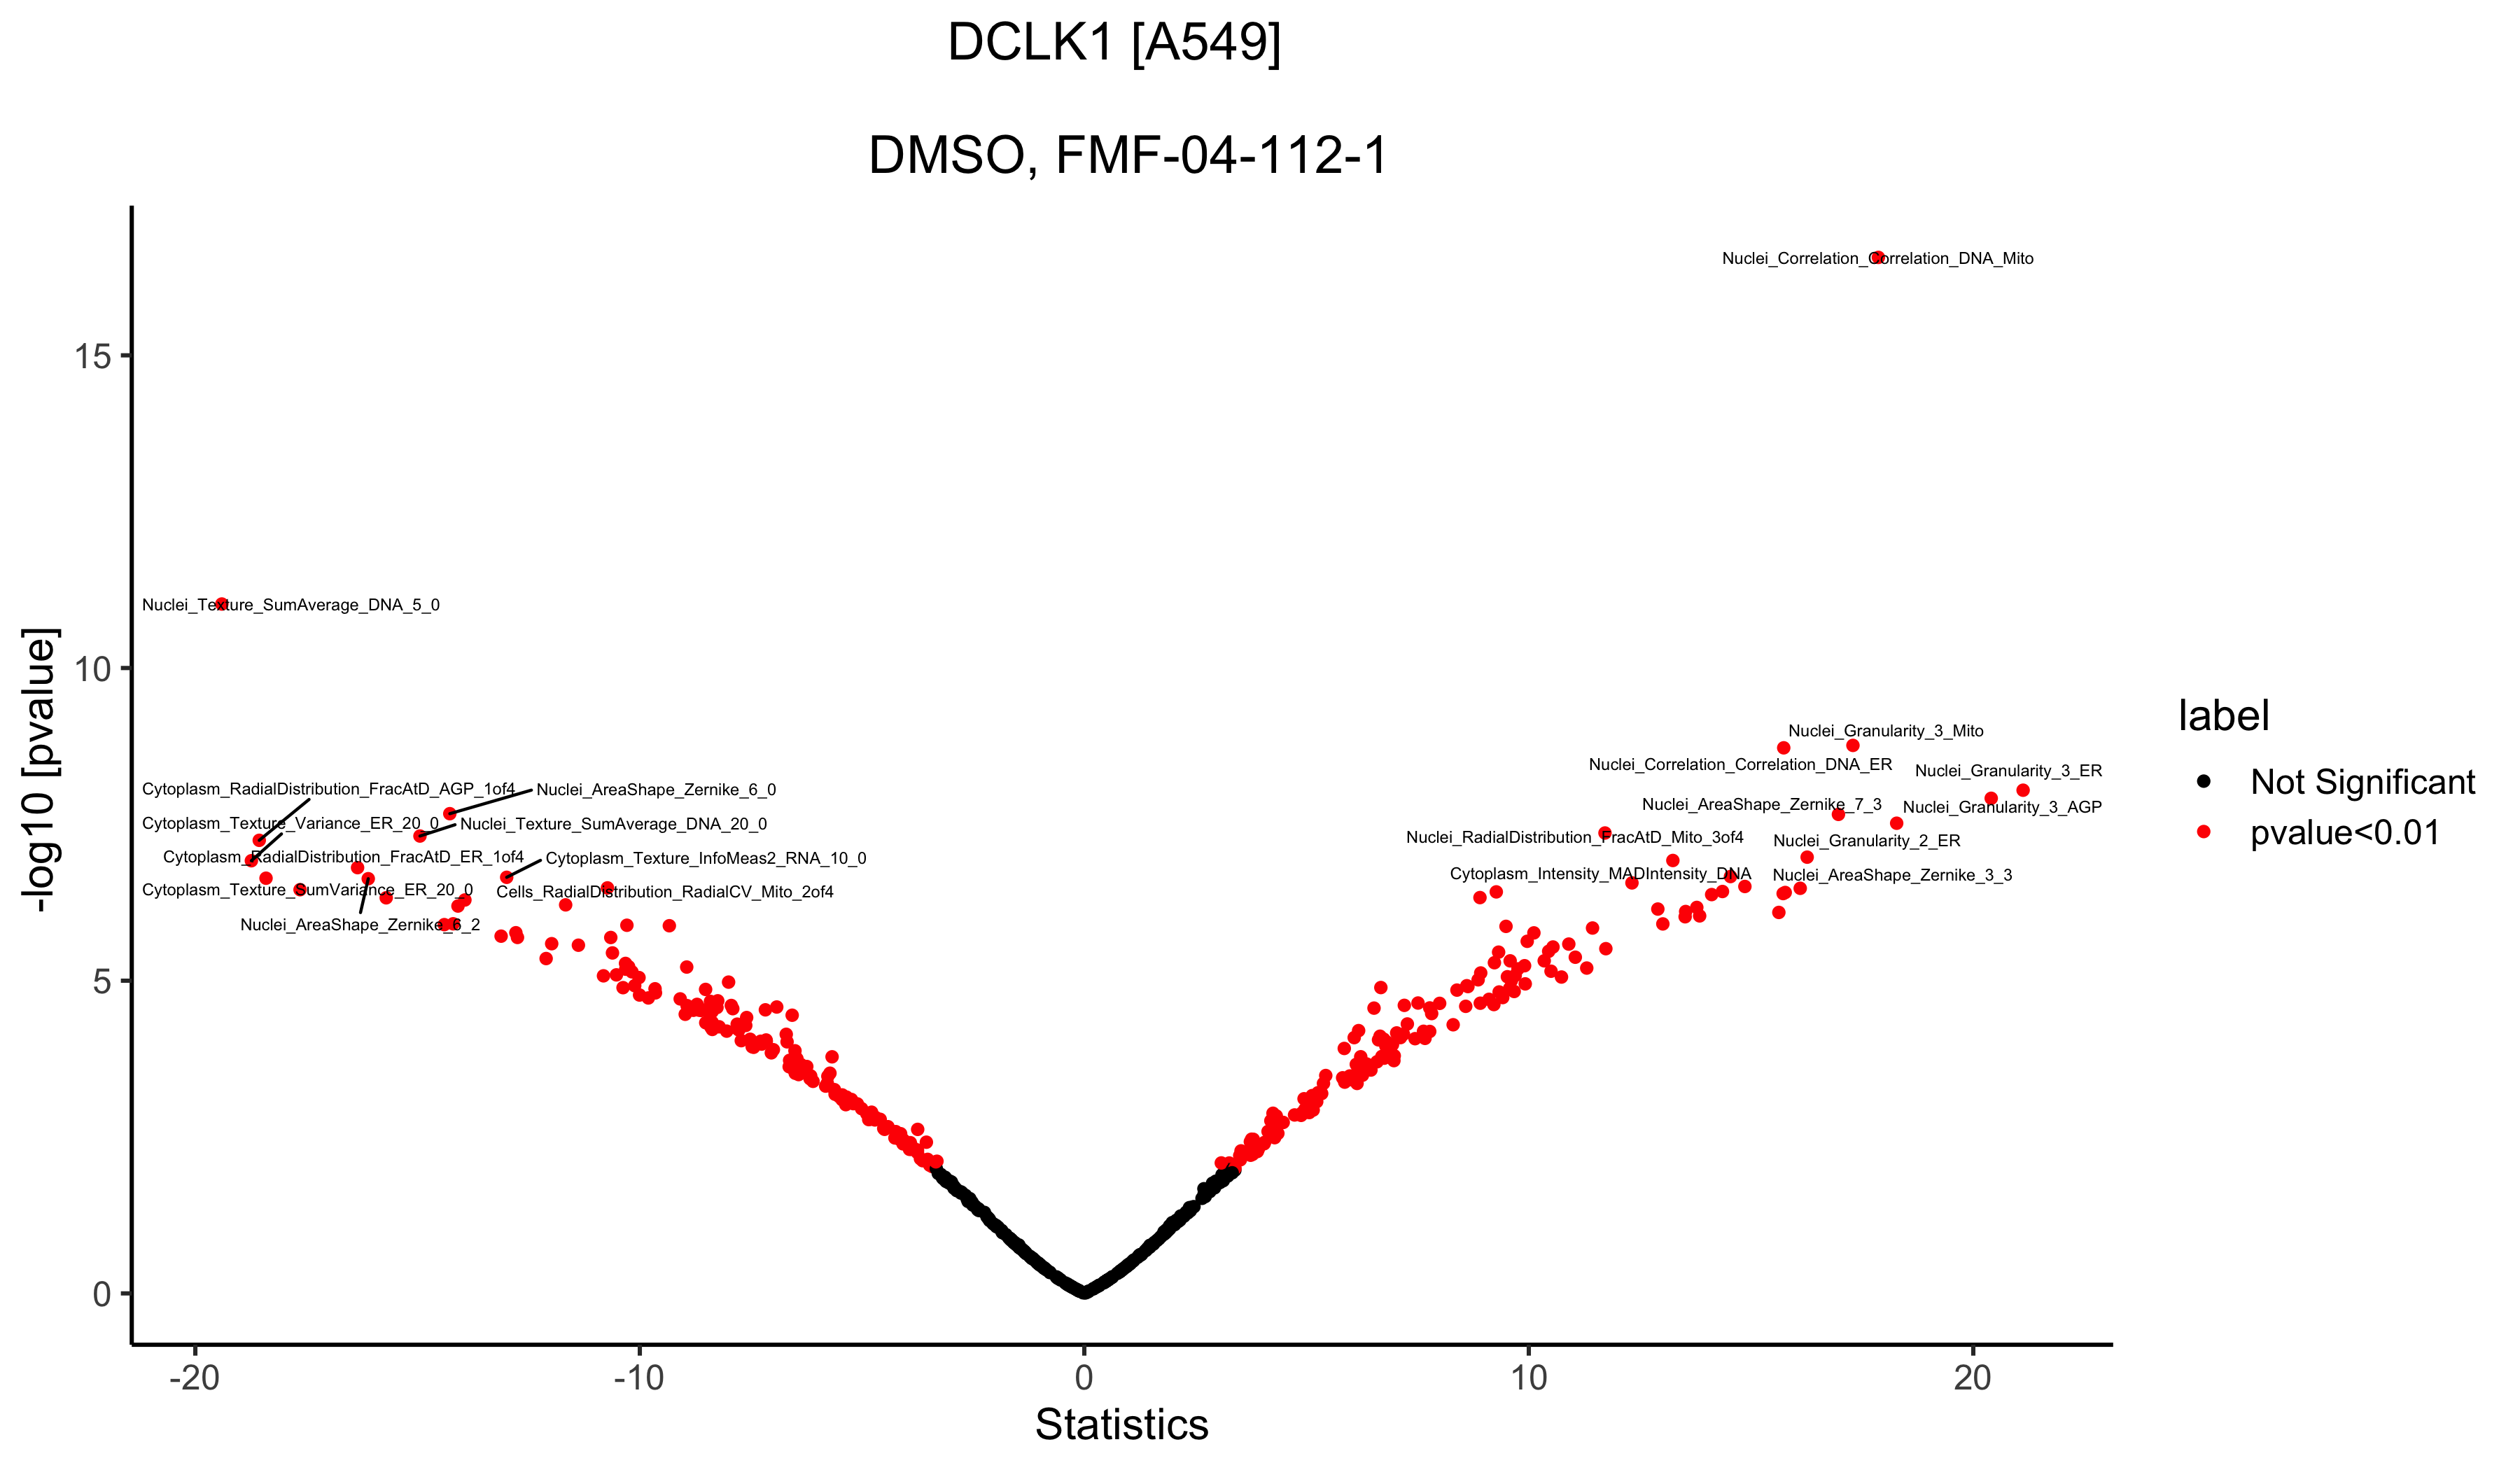 DCLK1 [A549]
DMSO, FMF-04-112-1
-log10 [pvalue]
15
10
5
0
Nuclei_Correlation_Correlation_DNA_Mito
Nuclei_Texture_SumAverage_DNA_5_0
Nuclei_Granularity_3_Mito
Nuclei_Correlation_Correlation_DNA_ER
Nuclei_Granularity_3_ER
Cytoplasm_RadialDistribution_FracAtD_AGP_1of4
Nuclei_AreaShape_Zernike_6_0
Nuclei_AreaShape_Zernike_7_3
Nuclei_Granularity_3_AGP
Cytoplasm_Texture_Variance_ER_20_0
Nuclei_Texture_SumAverage_DNA_20_0
Nuclei_RadialDistribution_FracAtD_Mito_3of4
Nuclei_Granularity_2_ER
Cytoplasm_RadialDistribution_FracAtD_ER_1of4
Cytoplasm_Texture_InfoMeas2_RNA_10_0
Cytoplasm_Intensity_MADIntensity_DNA
Nuclei_AreaShape_Zernike_3_3
Cytoplasm_Texture_SumVariance_ER_20_0
Cells_RadialDistribution_RadialCV_Mito_2of4
Nuclei_AreaShape_Zernike_6_2
-20
-10
0
10
20
Statistics
label
Not Significant
pvalue<0.01